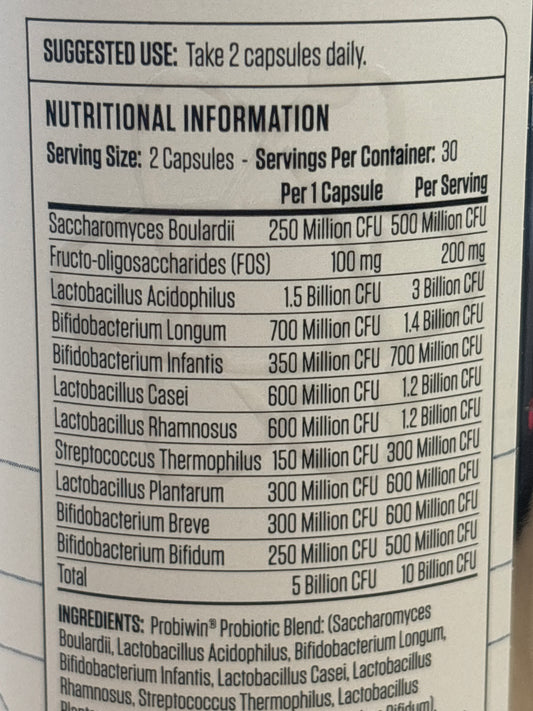 SUGGESTED USE: Take 2 capsules daily.
NUTRITIONAL INFORMATION
Serving Size: 2 Capsules - Servings Per Container: 30
Per 1 Capsule Per Serving
Saccharomyces Boulardii 250 Million CFU 500 Million CFU
Fructo-oligosaccharides (FOS) 100 mg 200 mg
Lactobacillus Acidophilus 1.5 Billion CFU 3 Billion CFU
Bifidobacterium Longum 700 Million CFU 1.4 Billion CFU
Bifidobacterium Infantis 350 Million CFU 700 Million CFU
Lactobacillus Casei 600 Million CFU 1.2 Billion CFU
Lactobacillus Rhamnosus 600 Million CFU 1.2 Billion CFU
Streptococcus Thermophilus 150 Million CFU 300 Million CFU
Lactobacillus Plantarum 300 Million CFU 600 Million CFU
Bifidobacterium Breve 300 Million CFU 600 Million CFU
Bifidobacterium Bifidum 250 Million CFU 500 Million CFU
Total 5 Billion CFU 10 Billion CFU
INGREDIENTS: Probiwin® Probiotic Blend: (Saccharomyces
Boulardii, Lactobacillus Acidophilus, Bifidobacterium Longum,
Bifidobacterium Infantis, Lactobacillus Casei, Lactobacillus
Rhamnosus, Streptococcus Thermophilus, Lactobacillus